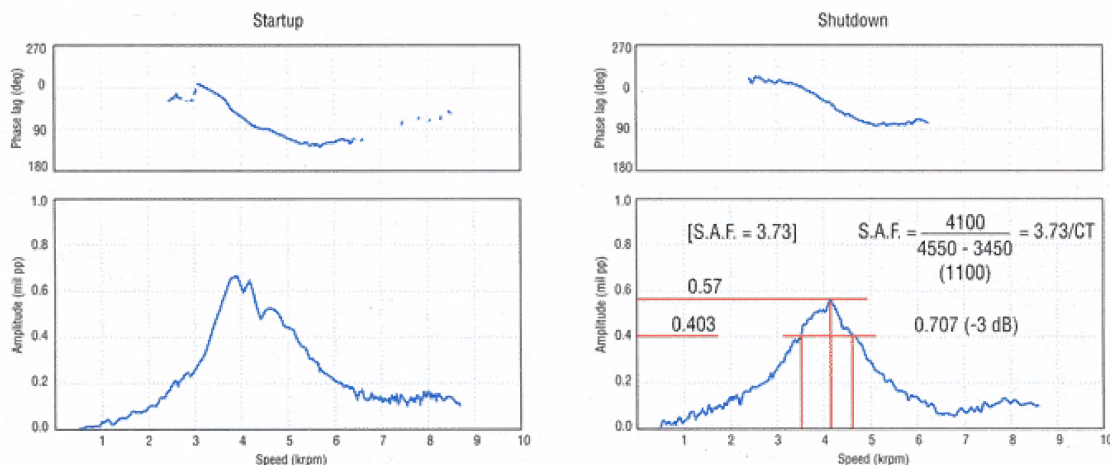 Startup
270
0
90
180
Phase lag (deg)
1.0
0.8
0.6
0.4
0.2
0.0
Amplitude (mil pp)
1 2 3 4 5 6 7 8 9 10
Speed (krpm)
Shutdown
270
0
90
180
Phase lag (deg)
1.0
0.8
0.6
0.4
0.2
0.0
Amplitude (mil pp)
[S.A.F. = 3.73]
S.A.F. = 4100 / 4550 - 3450 = 3.73/CT
(1100)
0.57
0.403
0.707 (-3 dB)
1 2 3 4 5 6 7 8 9 10
Speed (krpm)